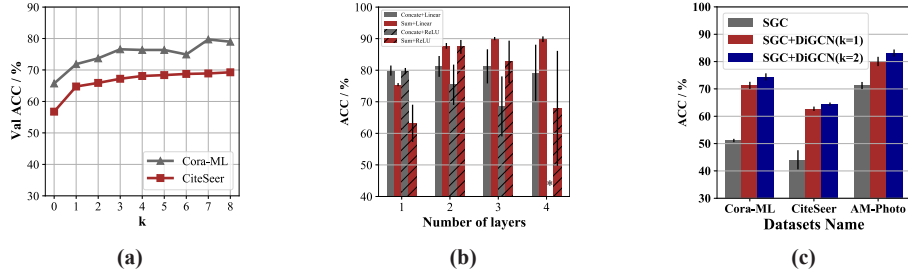 90
80
70
60
50
40
30
Val ACC / %
Cora-ML
CiteSeer
0 1 2 3 4 5 6 7 8
k
(a)
100
90
80
70
60
50
40
ACC / %
Concate+Linear
Sum+Linear
Concate+ReLU
Sum+ReLU
*
1 2 3 4
Number of layers
(b)
100
90
80
70
60
50
40
30
ACC / %
SGC
SGC+DiGCN(k=1)
SGC+DiGCN(k=2)
Cora-ML CiteSeer AM-Photo
Datasets Name
(c)